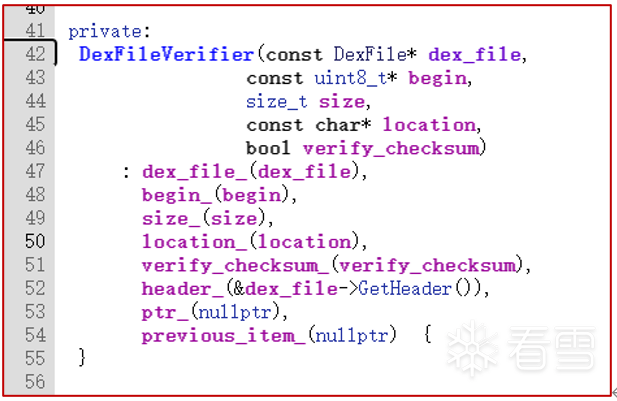 40
41 private:
42 DexFileVerifier(const DexFile* dex_file,
43 const uint8_t* begin,
44 size_t size,
45 const char* location,
46 bool verify_checksum)
47 : dex_file_(dex_file),
48 begin_(begin),
49 size_(size),
50 location_(location),
51 verify_checksum_(verify_checksum),
52 header_(&dex_file->GetHeader()),
53 ptr_(nullptr),
54 previous_item_(nullptr) {
55 }
56
看雪